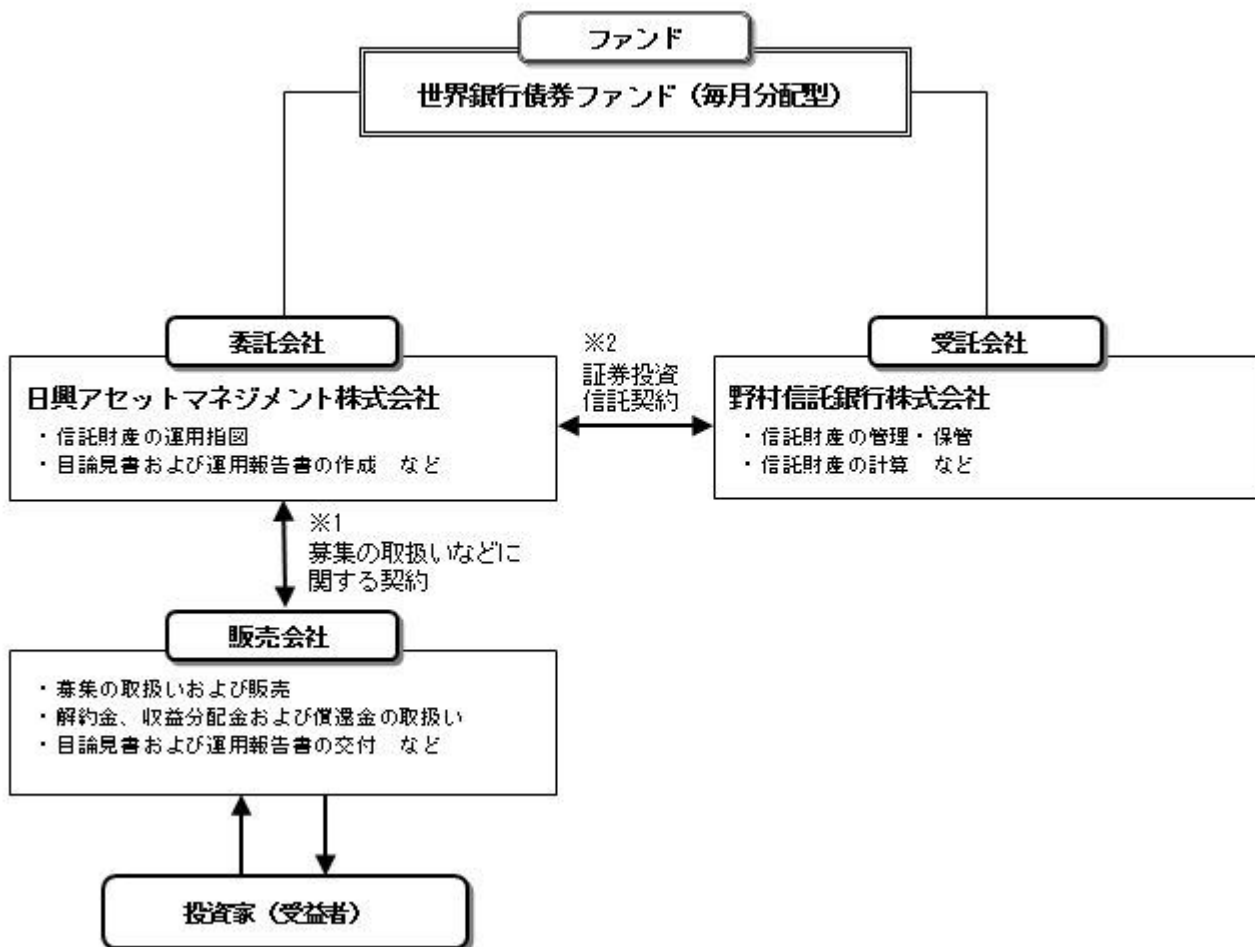 ファンド
世界銀行債券ファンド（毎月分配型）
委託会社
日興アセットマネジメント株式会社
・信託財産の運用指図
・目論見書および運用報告書の作成　など
※2
証券投資
信託契約
受託会社
野村信託銀行株式会社
・信託財産の管理・保管
・信託財産の計算　など
※1
募集の取扱いなどに
関する契約
販売会社
・募集の取扱いおよび販売
・解約金、収益分配金および償還金の取扱い
・目論見書および運用報告書の交付　など
投資家（受益者）